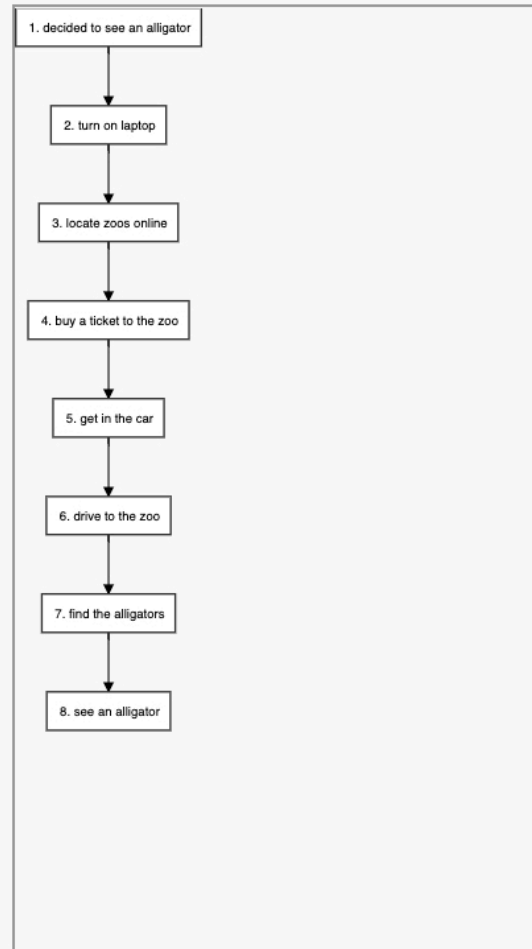 1. decided to see an alligator
2. turn on laptop
3. locate zoos online
4. buy a ticket to the zoo
5. get in the car
6. drive to the zoo
7. find the alligators
8. see an alligator